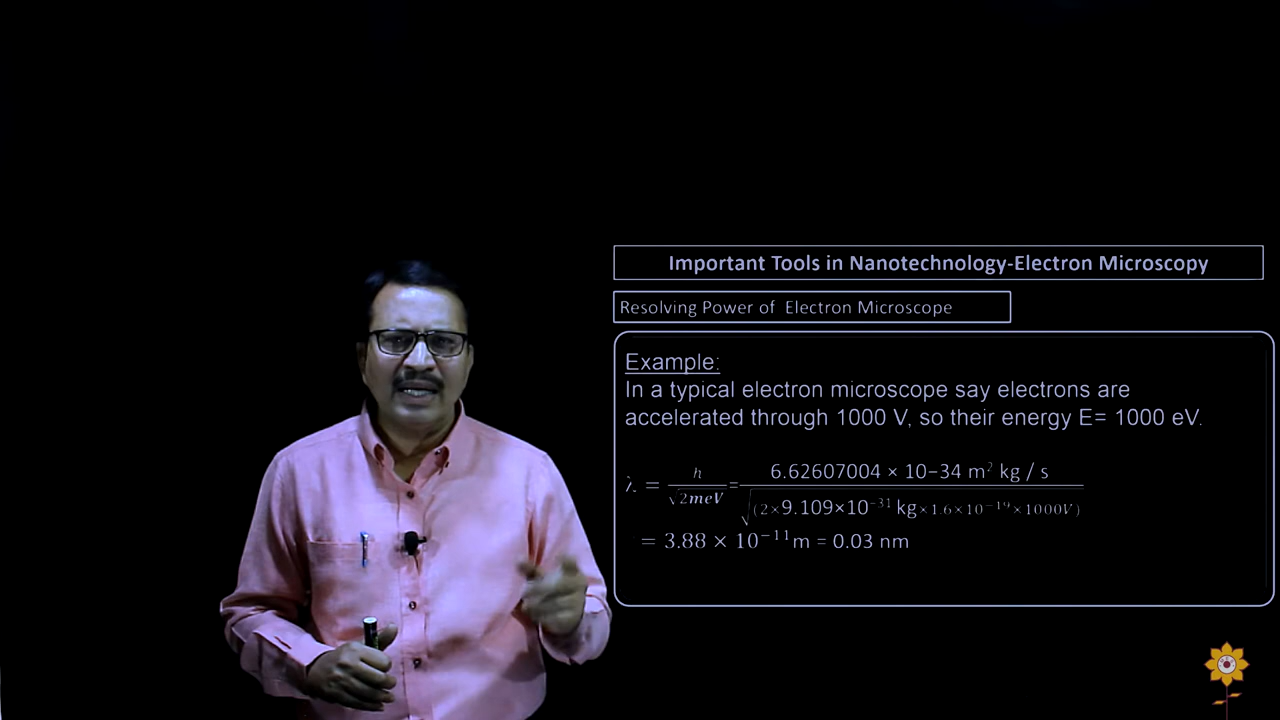 Important Tools in Nanotechnology-Electron Microscopy
Resolving Power of Electron Microscope
Example:
In a typical electron microscope say electrons are
accelerated through 1000 V, so their energy E= 1000 eV.
λ = h/√2meV = 6.62607004 × 10−34 m² kg / s / √(2×9.109×10⁻³¹ kg×1.6×10⁻¹⁹×1000V)
= 3.88 × 10⁻¹¹m = 0.03 nm